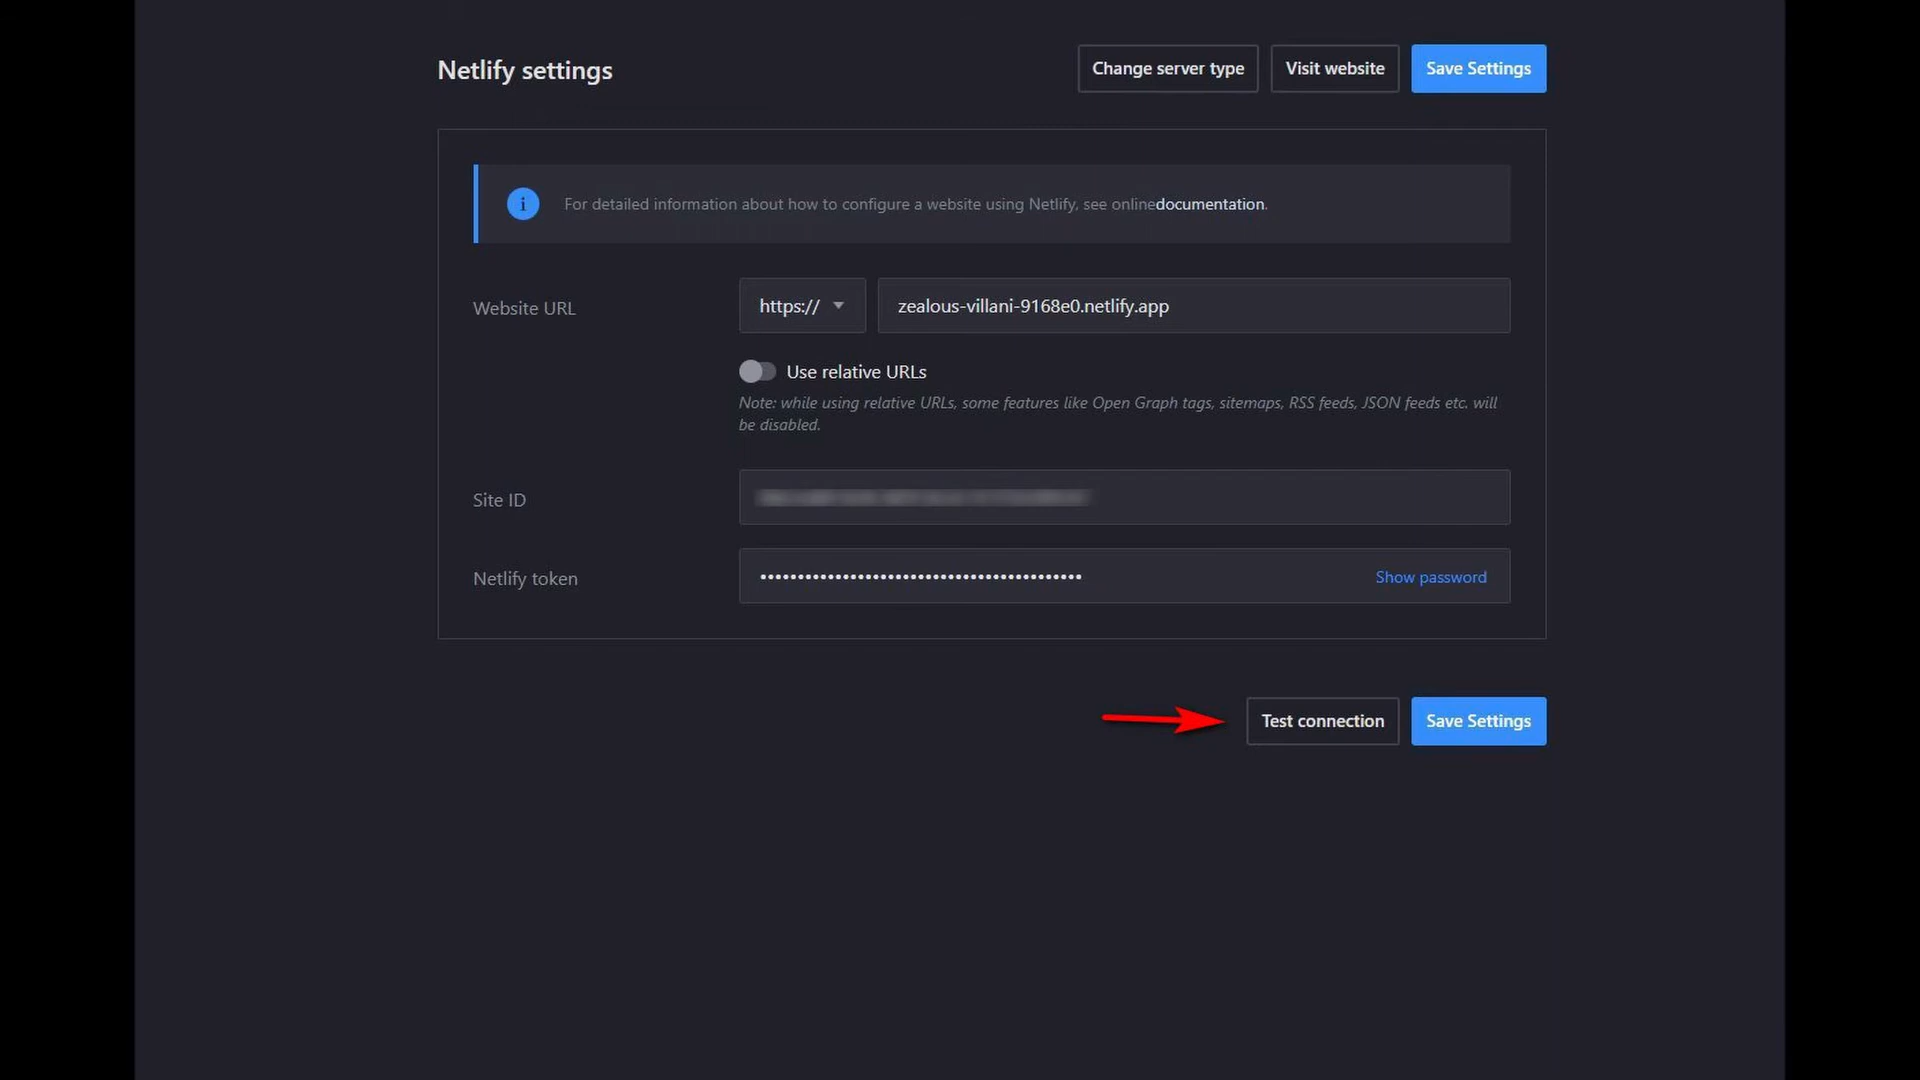 Netlify settings
Change server type
Visit website
Save Settings
i
For detailed information about how to configure a website using Netlify, see onlinedocumentation.
Website URL
https://
zealous-villani-9168e0.netlify.app
Use relative URLs
Note: while using relative URLs, some features like Open Graph tags, sitemaps, RSS feeds, JSON feeds etc. will
be disabled.
Site ID
Netlify token
••••••••••••••••••••••••••••••••••••••••••••
Show password
Test connection
Save Settings